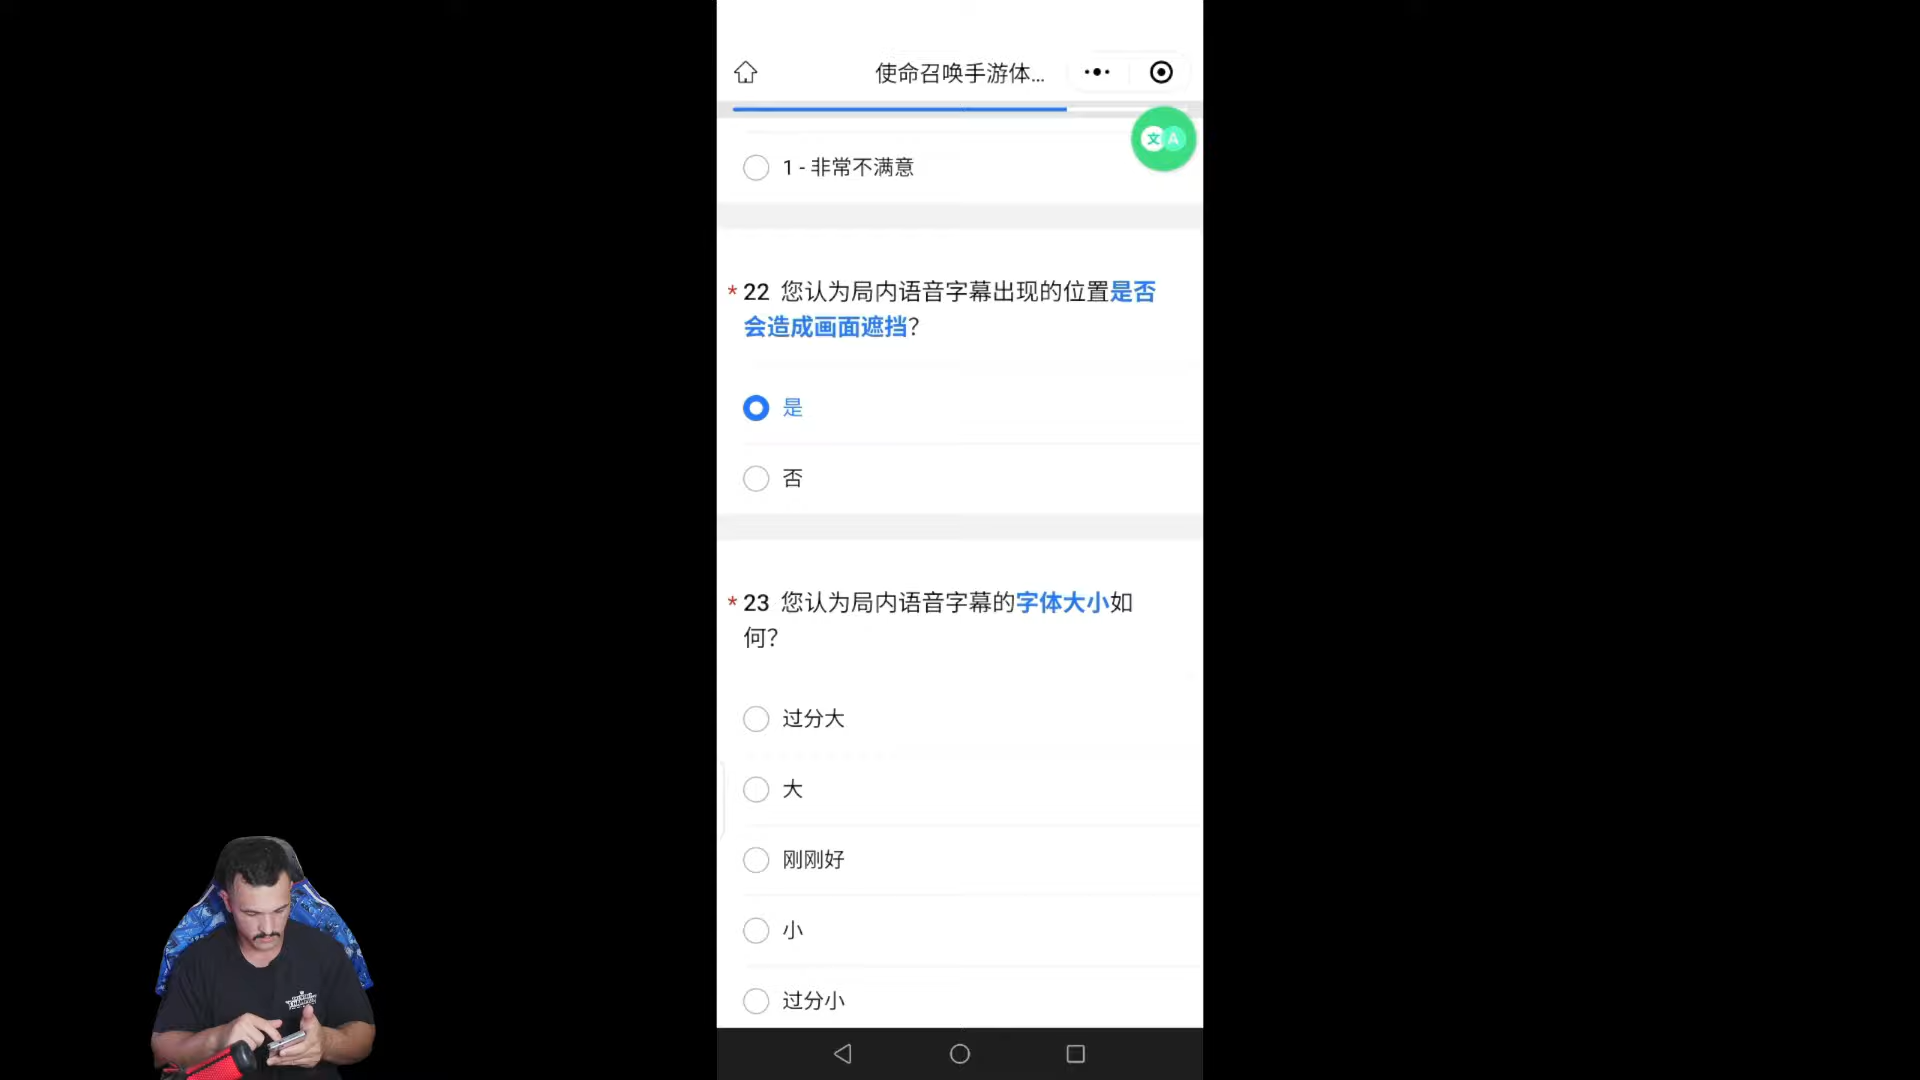 使命召唤手游体...
文A
1 - 非常不满意
* 22 您认为局内语音字幕出现的位置是否
会造成画面遮挡?
是
否
* 23 您认为局内语音字幕的字体大小如
何?
过分大
大
刚刚好
小
过分小